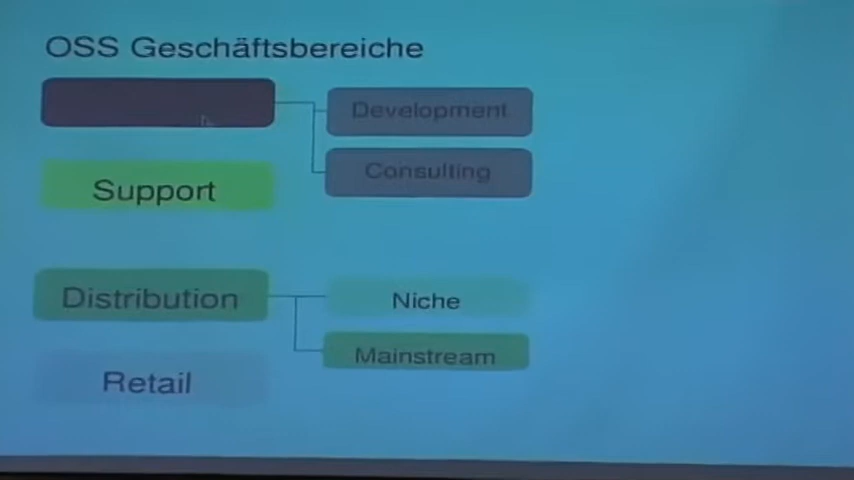 OSS Geschäftsbereiche
Development
Consulting
Support
Distribution
Niche
Mainstream
Retail